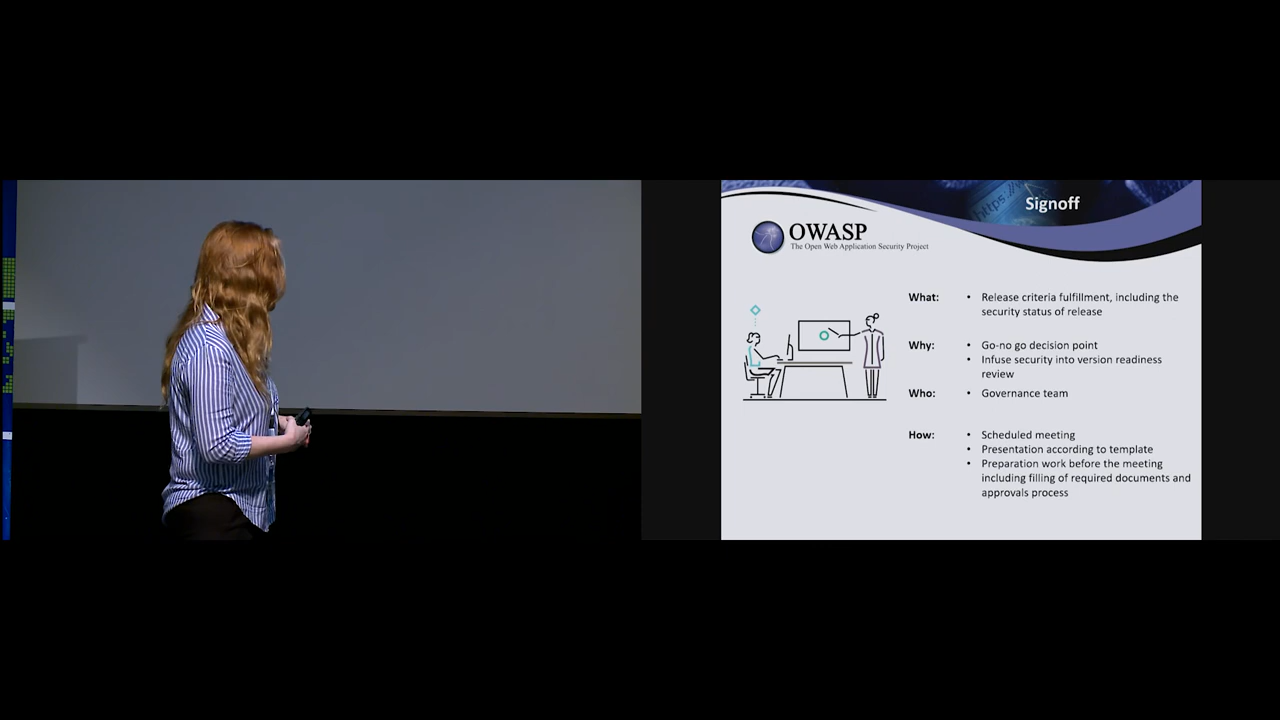 https://
Signoff
OWASP
The Open Web Application Security Project
What:
• Release criteria fulfillment, including the
security status of release
Why:
• Go-no go decision point
• Infuse security into version readiness
review
Who:
• Governance team
How:
• Scheduled meeting
• Presentation according to template
• Preparation work before the meeting
including filling of required documents and
approvals process